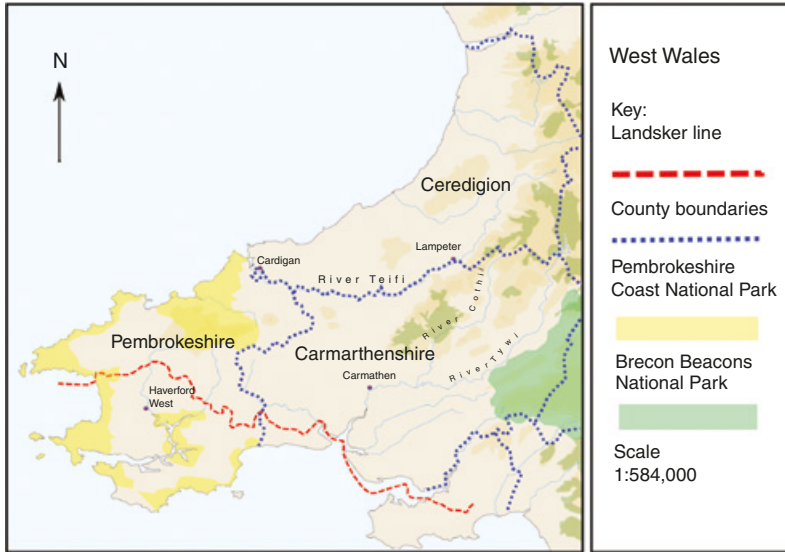 N
Ceredigion
Lampeter
Cardigan
River Teifi
River Cothii
Pembrokeshire
Carmarthenshire
River Tywi
Carmathen
Haverford
West
West Wales
Key:
Landsker line
County boundaries
Pembrokeshire
Coast National Park
Brecon Beacons
National Park
Scale
1:584,000